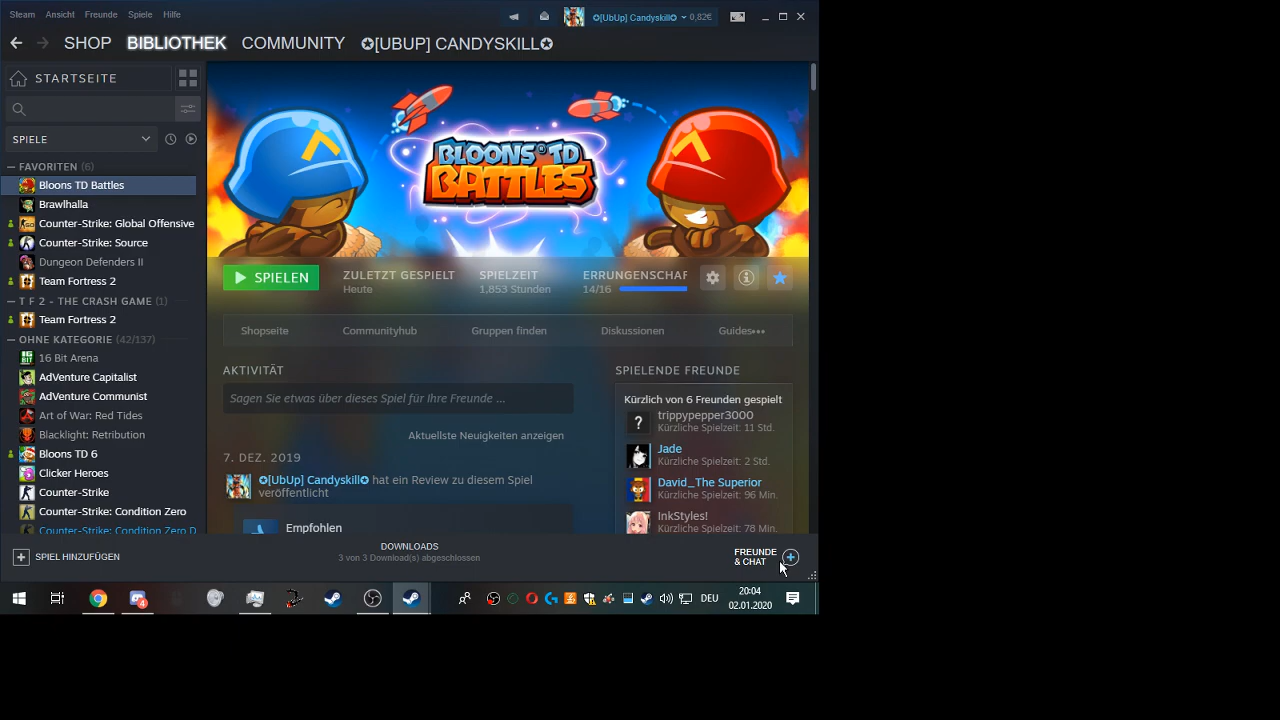 Steam Ansicht Freunde Spiele Hilfe
✪[UbUp] Candyskill✪ 0,82€
SHOP BIBLIOTHEK COMMUNITY ✪[UBUP] CANDYSKILL✪
STARTSEITE
SPIELE
FAVORITEN (6)
Bloons TD Battles
Brawlhalla
Counter-Strike: Global Offensive
Counter-Strike: Source
Dungeon Defenders II
Team Fortress 2
T F 2 - THE CRASH GAME (1)
Team Fortress 2
OHNE KATEGORIE (42/137)
16 Bit Arena
AdVenture Capitalist
AdVenture Communist
Art of War: Red Tides
Blacklight: Retribution
Bloons TD 6
Clicker Heroes
Counter-Strike
Counter-Strike: Condition Zero
Counter-Strike: Condition Zero D
BLOONS TD
BATTLES
SPIELEN
ZULETZT GESPIELT
Heute
SPIELZEIT
1,853 Stunden
ERRUNGENSCHAF
14/16
Shopseite Communityhub Gruppen finden Diskussionen Guides•••
AKTIVITÄT
Sagen Sie etwas über dieses Spiel für Ihre Freunde ...
Aktuellste Neuigkeiten anzeigen
7. DEZ. 2019
✪[UbUp] Candyskill✪ hat ein Review zu diesem Spiel
veröffentlicht
Empfohlen
SPIELENDE FREUNDE
Kürzlich von 6 Freunden gespielt
trippypepper3000
Kürzliche Spielzeit: 11 Std.
Jade
Kürzliche Spielzeit: 2 Std.
David_The Superior
Kürzliche Spielzeit: 96 Min.
InkStyles!
Kürzliche Spielzeit: 78 Min.
SPIEL HINZUFÜGEN
DOWNLOADS
3 von 3 Download(s) abgeschlossen
FREUNDE
& CHAT
4
DEU
20:04
02.01.2020